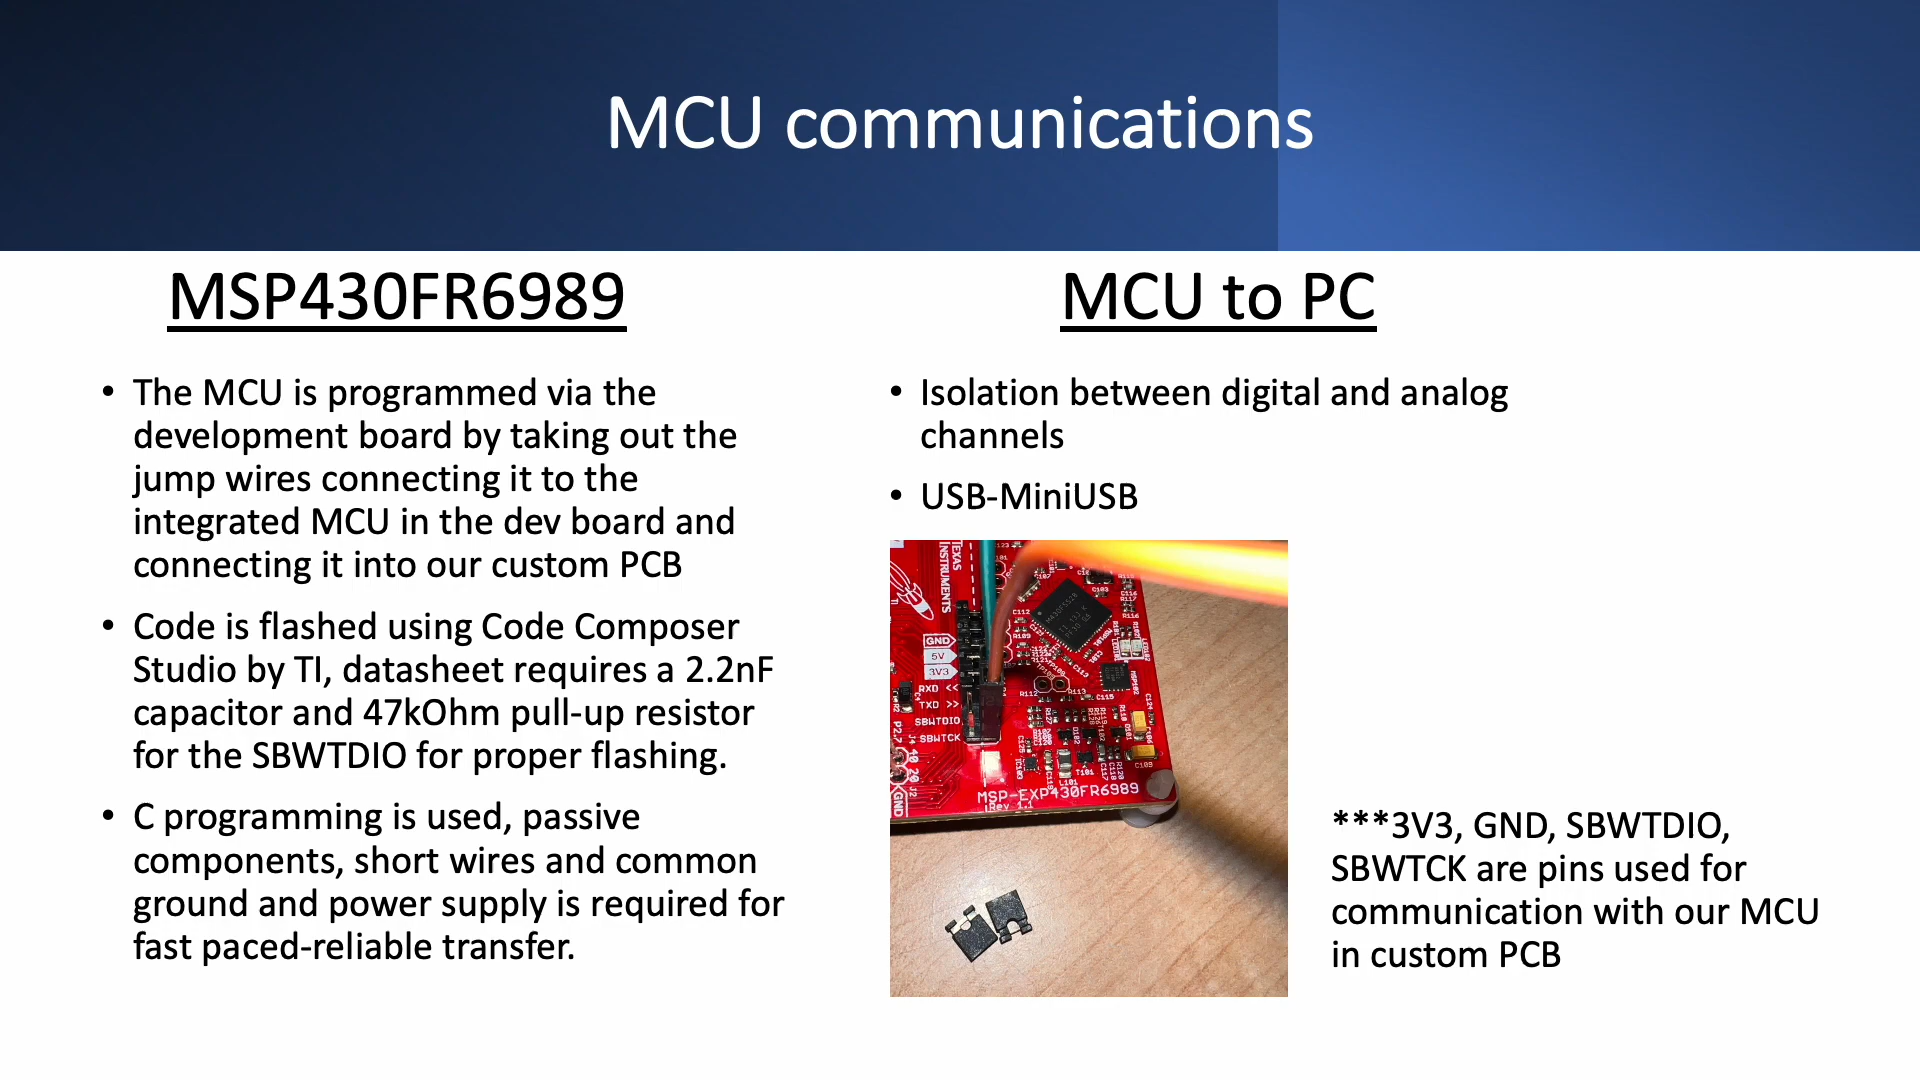 MCU communications
MSP430FR6989
• The MCU is programmed via the
development board by taking out the
jump wires connecting it to the
integrated MCU in the dev board and
connecting it into our custom PCB
• Code is flashed using Code Composer
Studio by TI, datasheet requires a 2.2nF
capacitor and 47kOhm pull-up resistor
for the SBWTDIO for proper flashing.
• C programming is used, passive
components, short wires and common
ground and power supply is required for
fast paced-reliable transfer.
MCU to PC
• Isolation between digital and analog
channels
• USB-MiniUSB
TEXAS
INSTRUMENTS
GND
5V
3V3
RXD <<
TXD >>
SBWTDIO
SBWTCK
MSP-EXP430FR6989
Rev 1.1
***3V3, GND, SBWTDIO,
SBWTCK are pins used for
communication with our MCU
in custom PCB